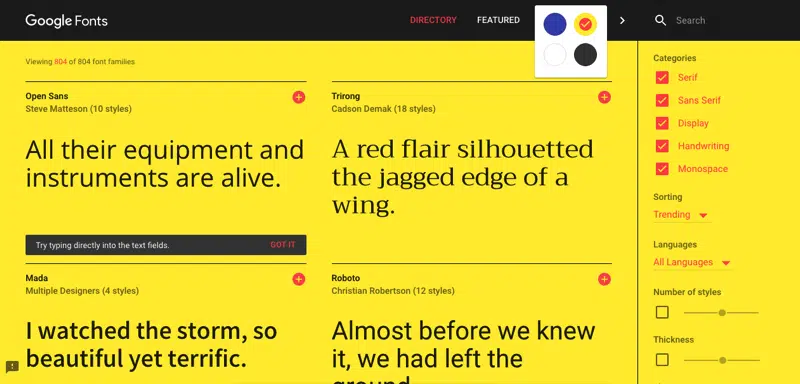 Google Fonts
DIRECTORY
FEATURED
Search
Viewing 804 of 804 font families
Open Sans
Steve Matteson (10 styles)
All their equipment and
instruments are alive.
Try typing directly into the text fields.
GOT IT
Trirong
Cadson Demak (18 styles)
A red flair silhouetted
the jagged edge of a
wing.
Mada
Multiple Designers (4 styles)
I watched the storm, so
beautiful yet terrific.
Roboto
Christian Robertson (12 styles)
Almost before we knew
it, we had left the
ground
Categories
Serif
Sans Serif
Display
Handwriting
Monospace
Sorting
Trending
Languages
All Languages
Number of styles
Thickness